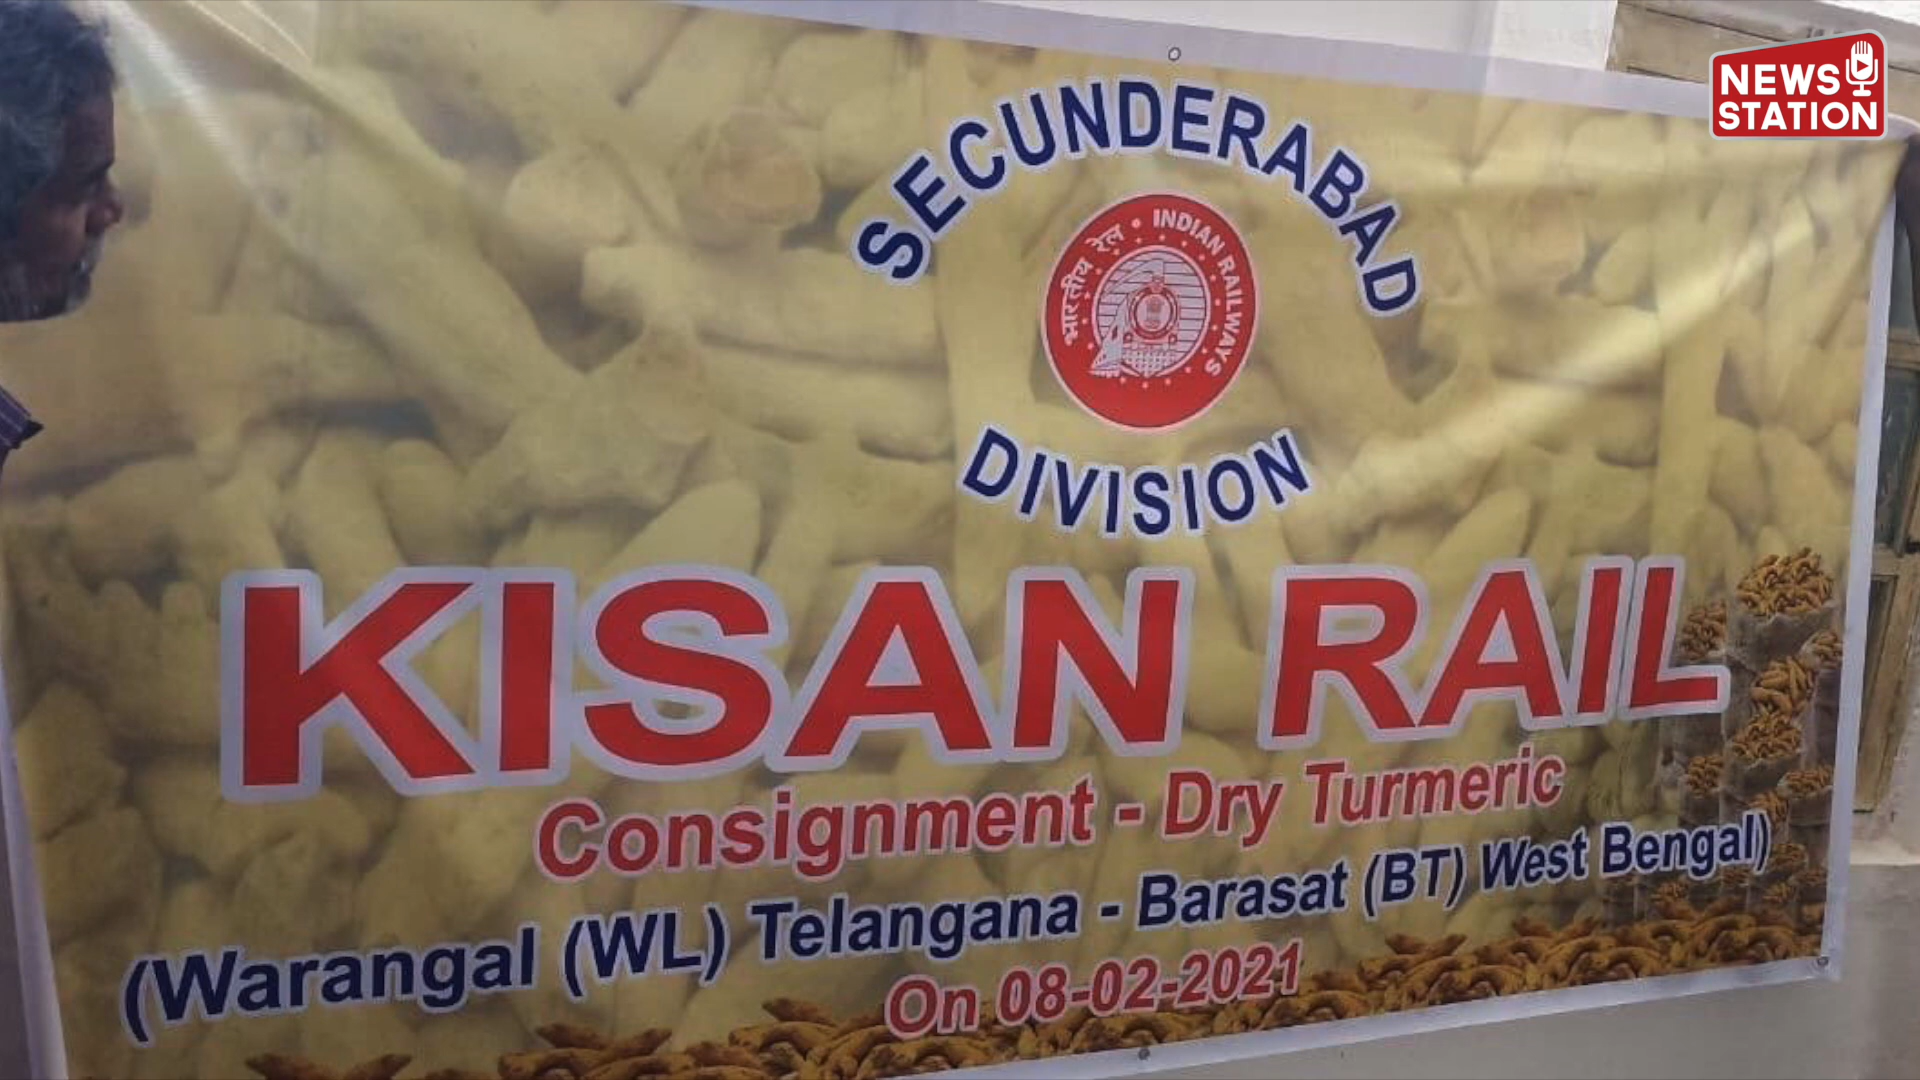 NEWS
STATION
SECUNDERABAD
भारतीय रेल • INDIAN RAILWAYS
DIVISION
KISAN RAIL
Consignment - Dry Turmeric
(Warangal (WL) Telangana - Barasat (BT) West Bengal)
On 08-02-2021